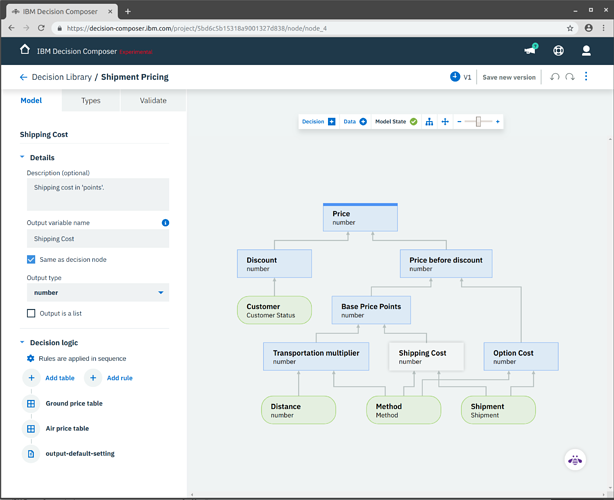 IBM Decision Composer
https://decision-composer.ibm.com/project/5bd6c5b15318a9001327d838/node/node_4
IBM Decision Composer
Decision Library / Shipment Pricing
4 V1
Save new version
Model
Types
Validate
Shipping Cost
Details
Description (optional)
Shipping cost in 'points'.
Output variable name
Shipping Cost
Same as decision node
Output type
number
Output is a list
Decision logic
Rules are applied in sequence
Add table
Add rule
Ground price table
Air price table
output-default-setting
Decision
Data
Model State
Price
number
Discount
number
Price before discount
number
Customer
Customer Status
Base Price Points
number
Transportation multiplier
number
Shipping Cost
number
Option Cost
number
Distance
number
Method
Method
Shipment
Shipment